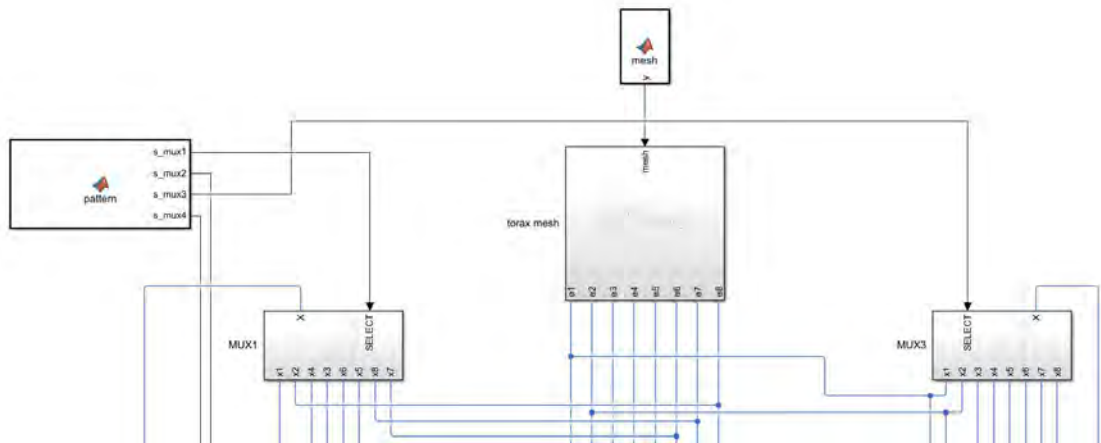 mesh
y
s_mux1
s_mux2
s_mux3
s_mux4
pattern
mesh
torax mesh
e1 e2 e3 e4 e5 e6 e7 e8
X SELECT
MUX1
x1 x2 x4 x3 x6 x5 x8 x7
SELECT X
MUX3
x1 x2 x3 x4 x5 x6 x7 x8